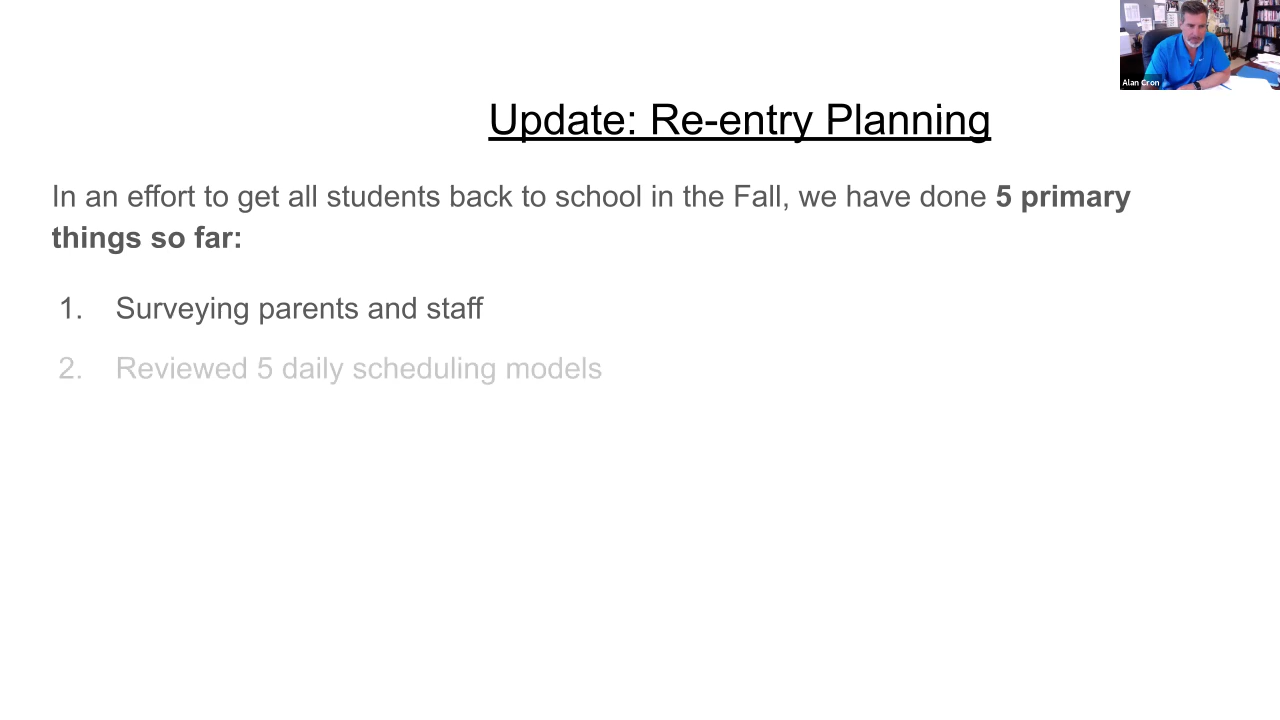 Alan Cron
Update: Re-entry Planning
In an effort to get all students back to school in the Fall, we have done 5 primary
things so far:
1. Surveying parents and staff
2. Reviewed 5 daily scheduling models